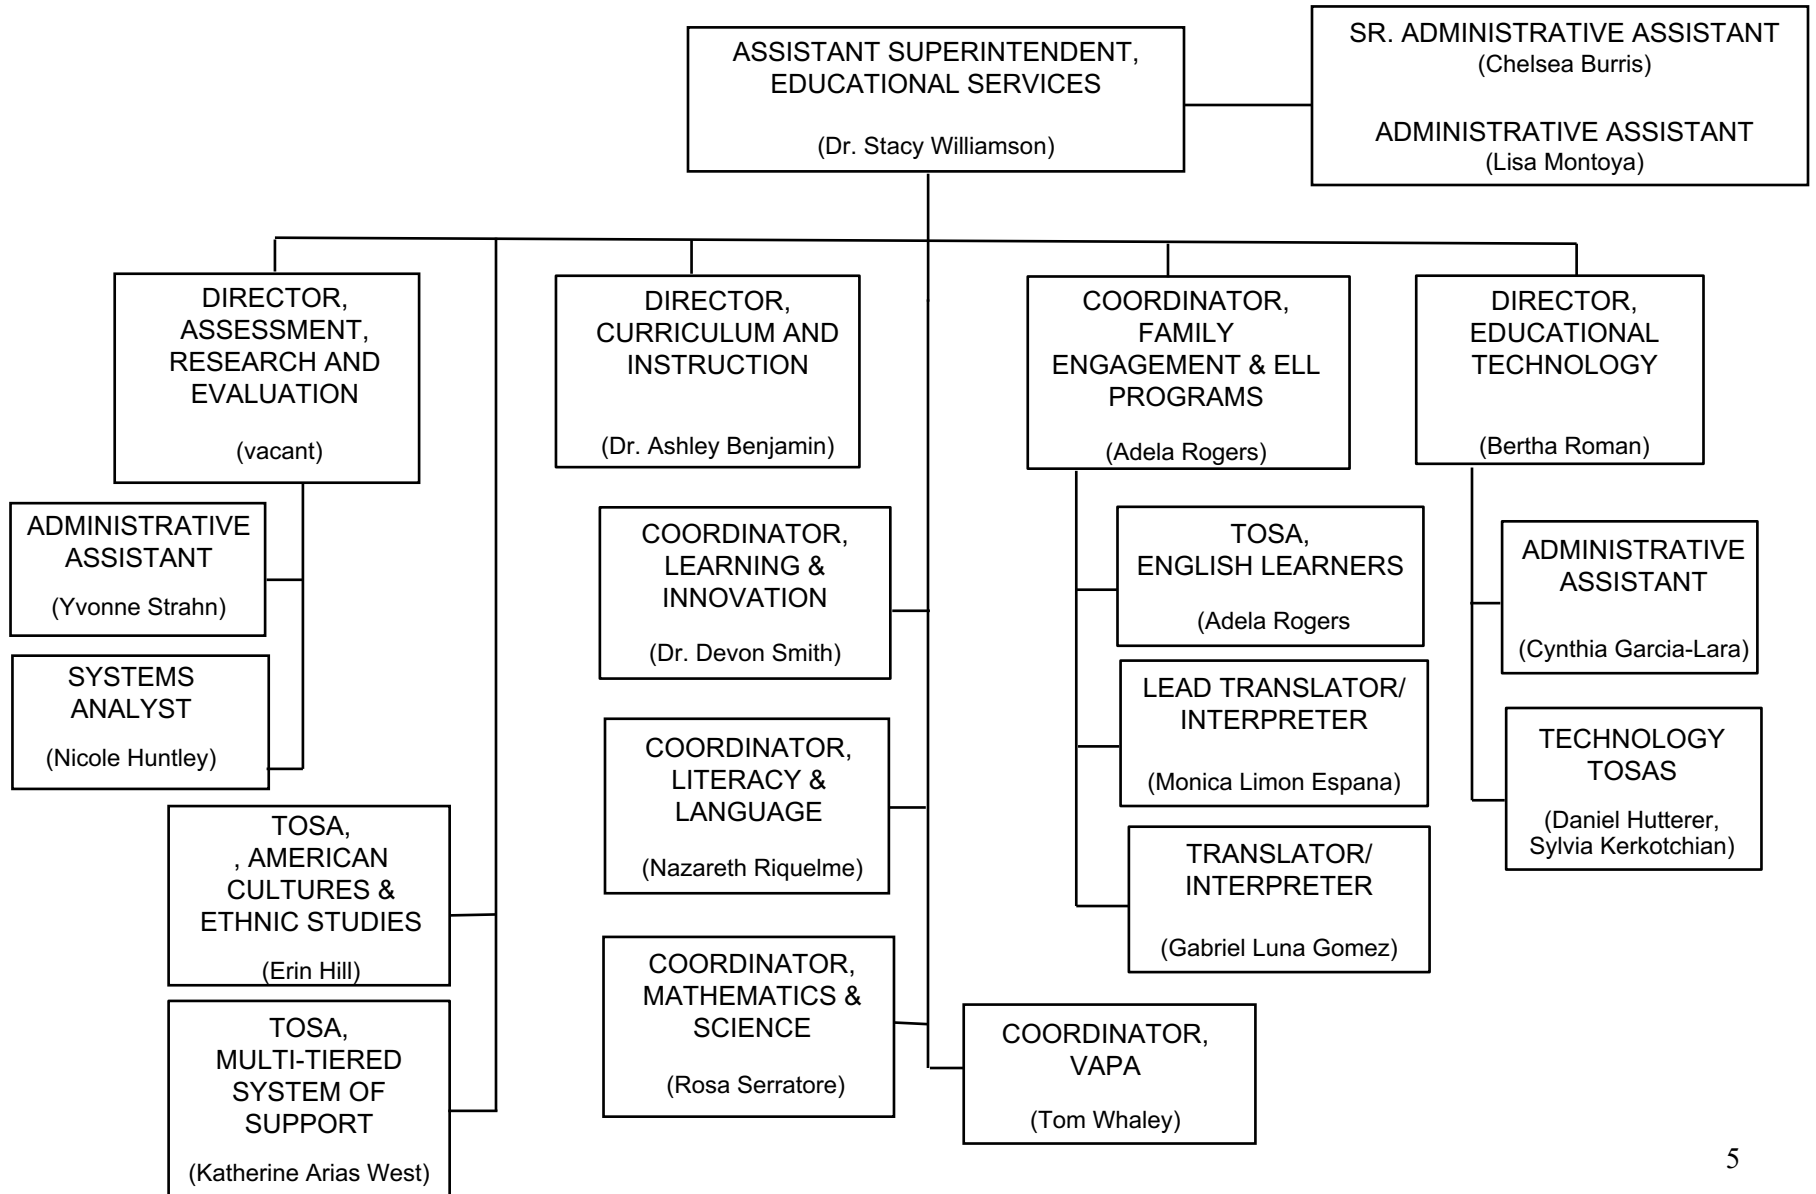 ASSISTANT SUPERINTENDENT,
EDUCATIONAL SERVICES
(Dr. Stacy Williamson)
SR. ADMINISTRATIVE ASSISTANT
(Chelsea Burris)
ADMINISTRATIVE ASSISTANT
(Lisa Montoya)
DIRECTOR,
ASSESSMENT,
RESEARCH AND
EVALUATION
(vacant)
ADMINISTRATIVE
ASSISTANT
(Yvonne Strahn)
SYSTEMS
ANALYST
(Nicole Huntley)
TOSA,
, AMERICAN
CULTURES &
ETHNIC STUDIES
(Erin Hill)
TOSA,
MULTI-TIERED
SYSTEM OF
SUPPORT
(Katherine Arias West)
DIRECTOR,
CURRICULUM AND
INSTRUCTION
(Dr. Ashley Benjamin)
COORDINATOR,
LEARNING &
INNOVATION
(Dr. Devon Smith)
COORDINATOR,
LITERACY &
LANGUAGE
(Nazareth Riquelme)
COORDINATOR,
MATHEMATICS &
SCIENCE
(Rosa Serratore)
COORDINATOR,
VAPA
(Tom Whaley)
COORDINATOR,
FAMILY
ENGAGEMENT & ELL
PROGRAMS
(Adela Rogers)
TOSA,
ENGLISH LEARNERS
(Adela Rogers
LEAD TRANSLATOR/
INTERPRETER
(Monica Limon Espana)
TRANSLATOR/
INTERPRETER
(Gabriel Luna Gomez)
DIRECTOR,
EDUCATIONAL
TECHNOLOGY
(Bertha Roman)
ADMINISTRATIVE
ASSISTANT
(Cynthia Garcia-Lara)
TECHNOLOGY
TOSAS
(Daniel Hutterer,
Sylvia Kerkotchian)
5